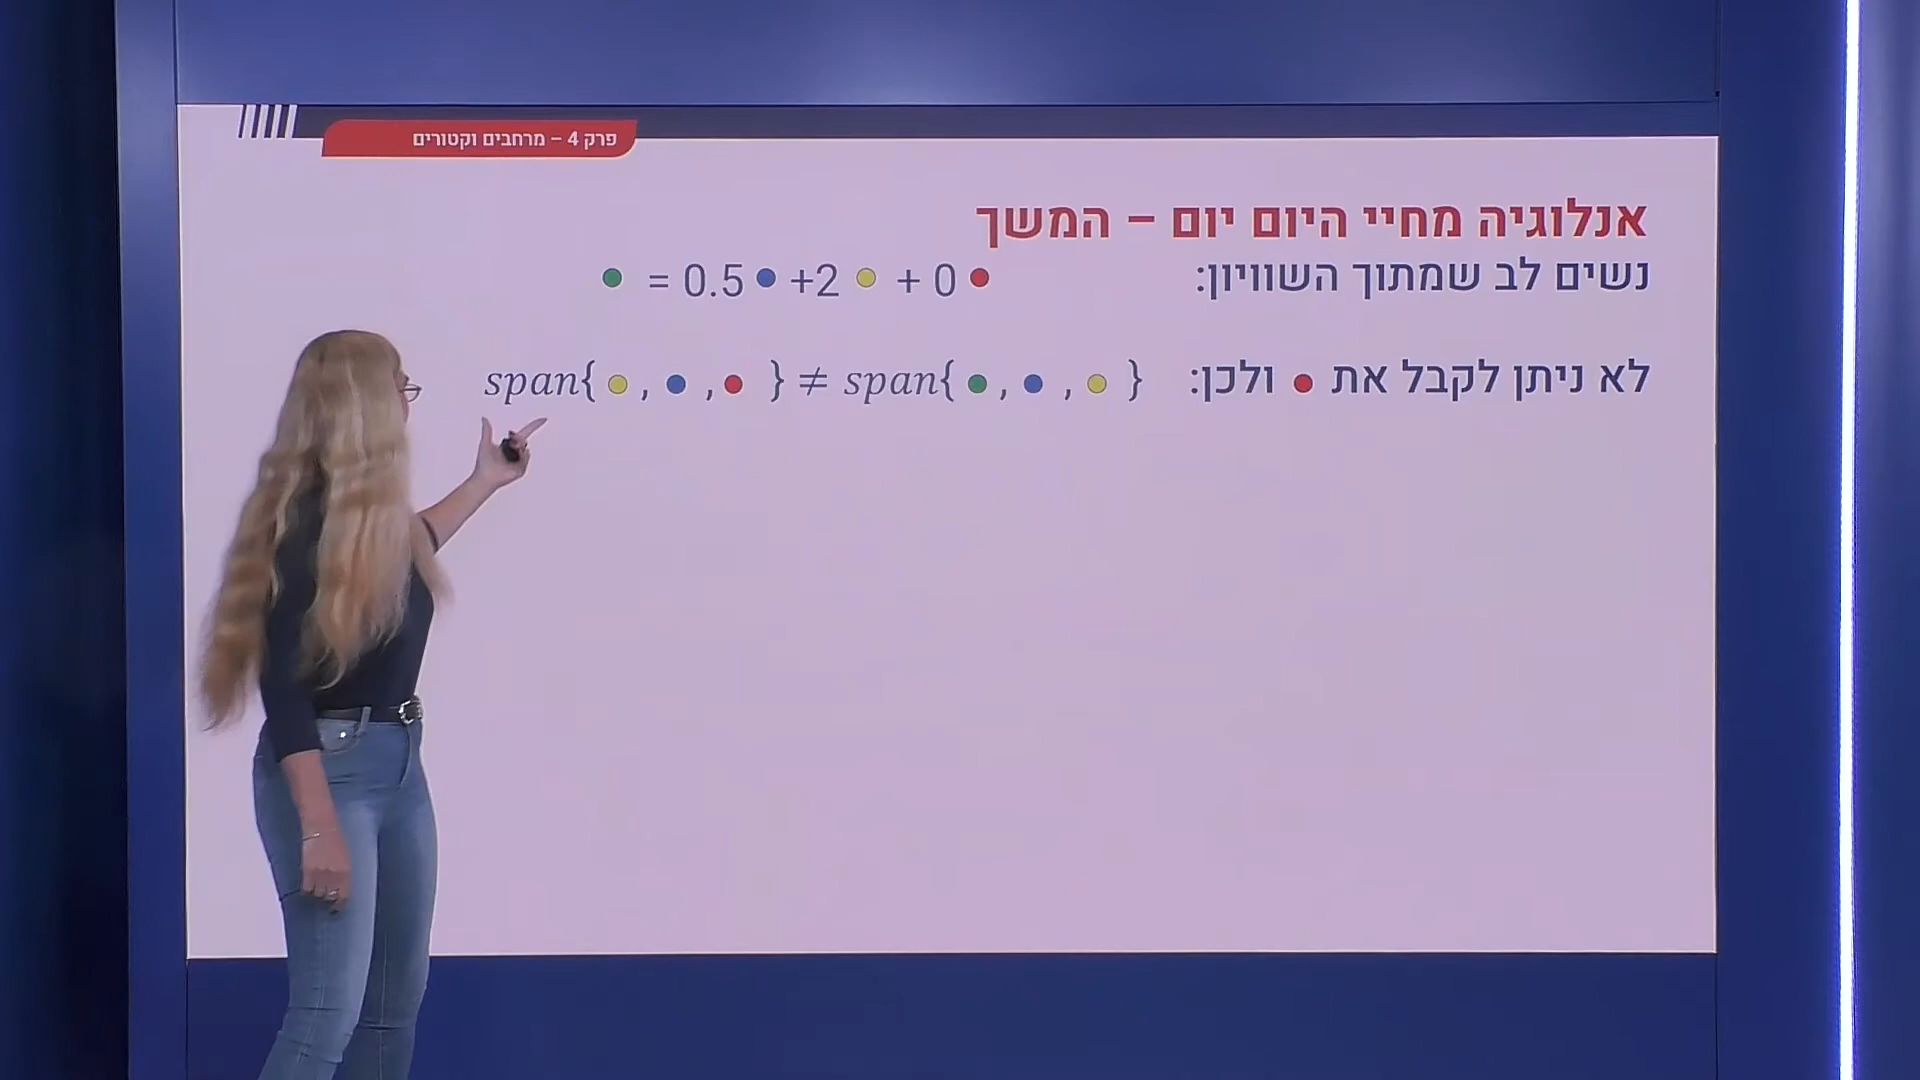 פרק 4 – מרחבים וקטורים
אנלוגיה מחיי היום יום – המשך
נשים לב שמתוך השוויון: = 0.5 +2 + 0
לא ניתן לקבל את ולכן: span{ , , } ≠ span{ , , }